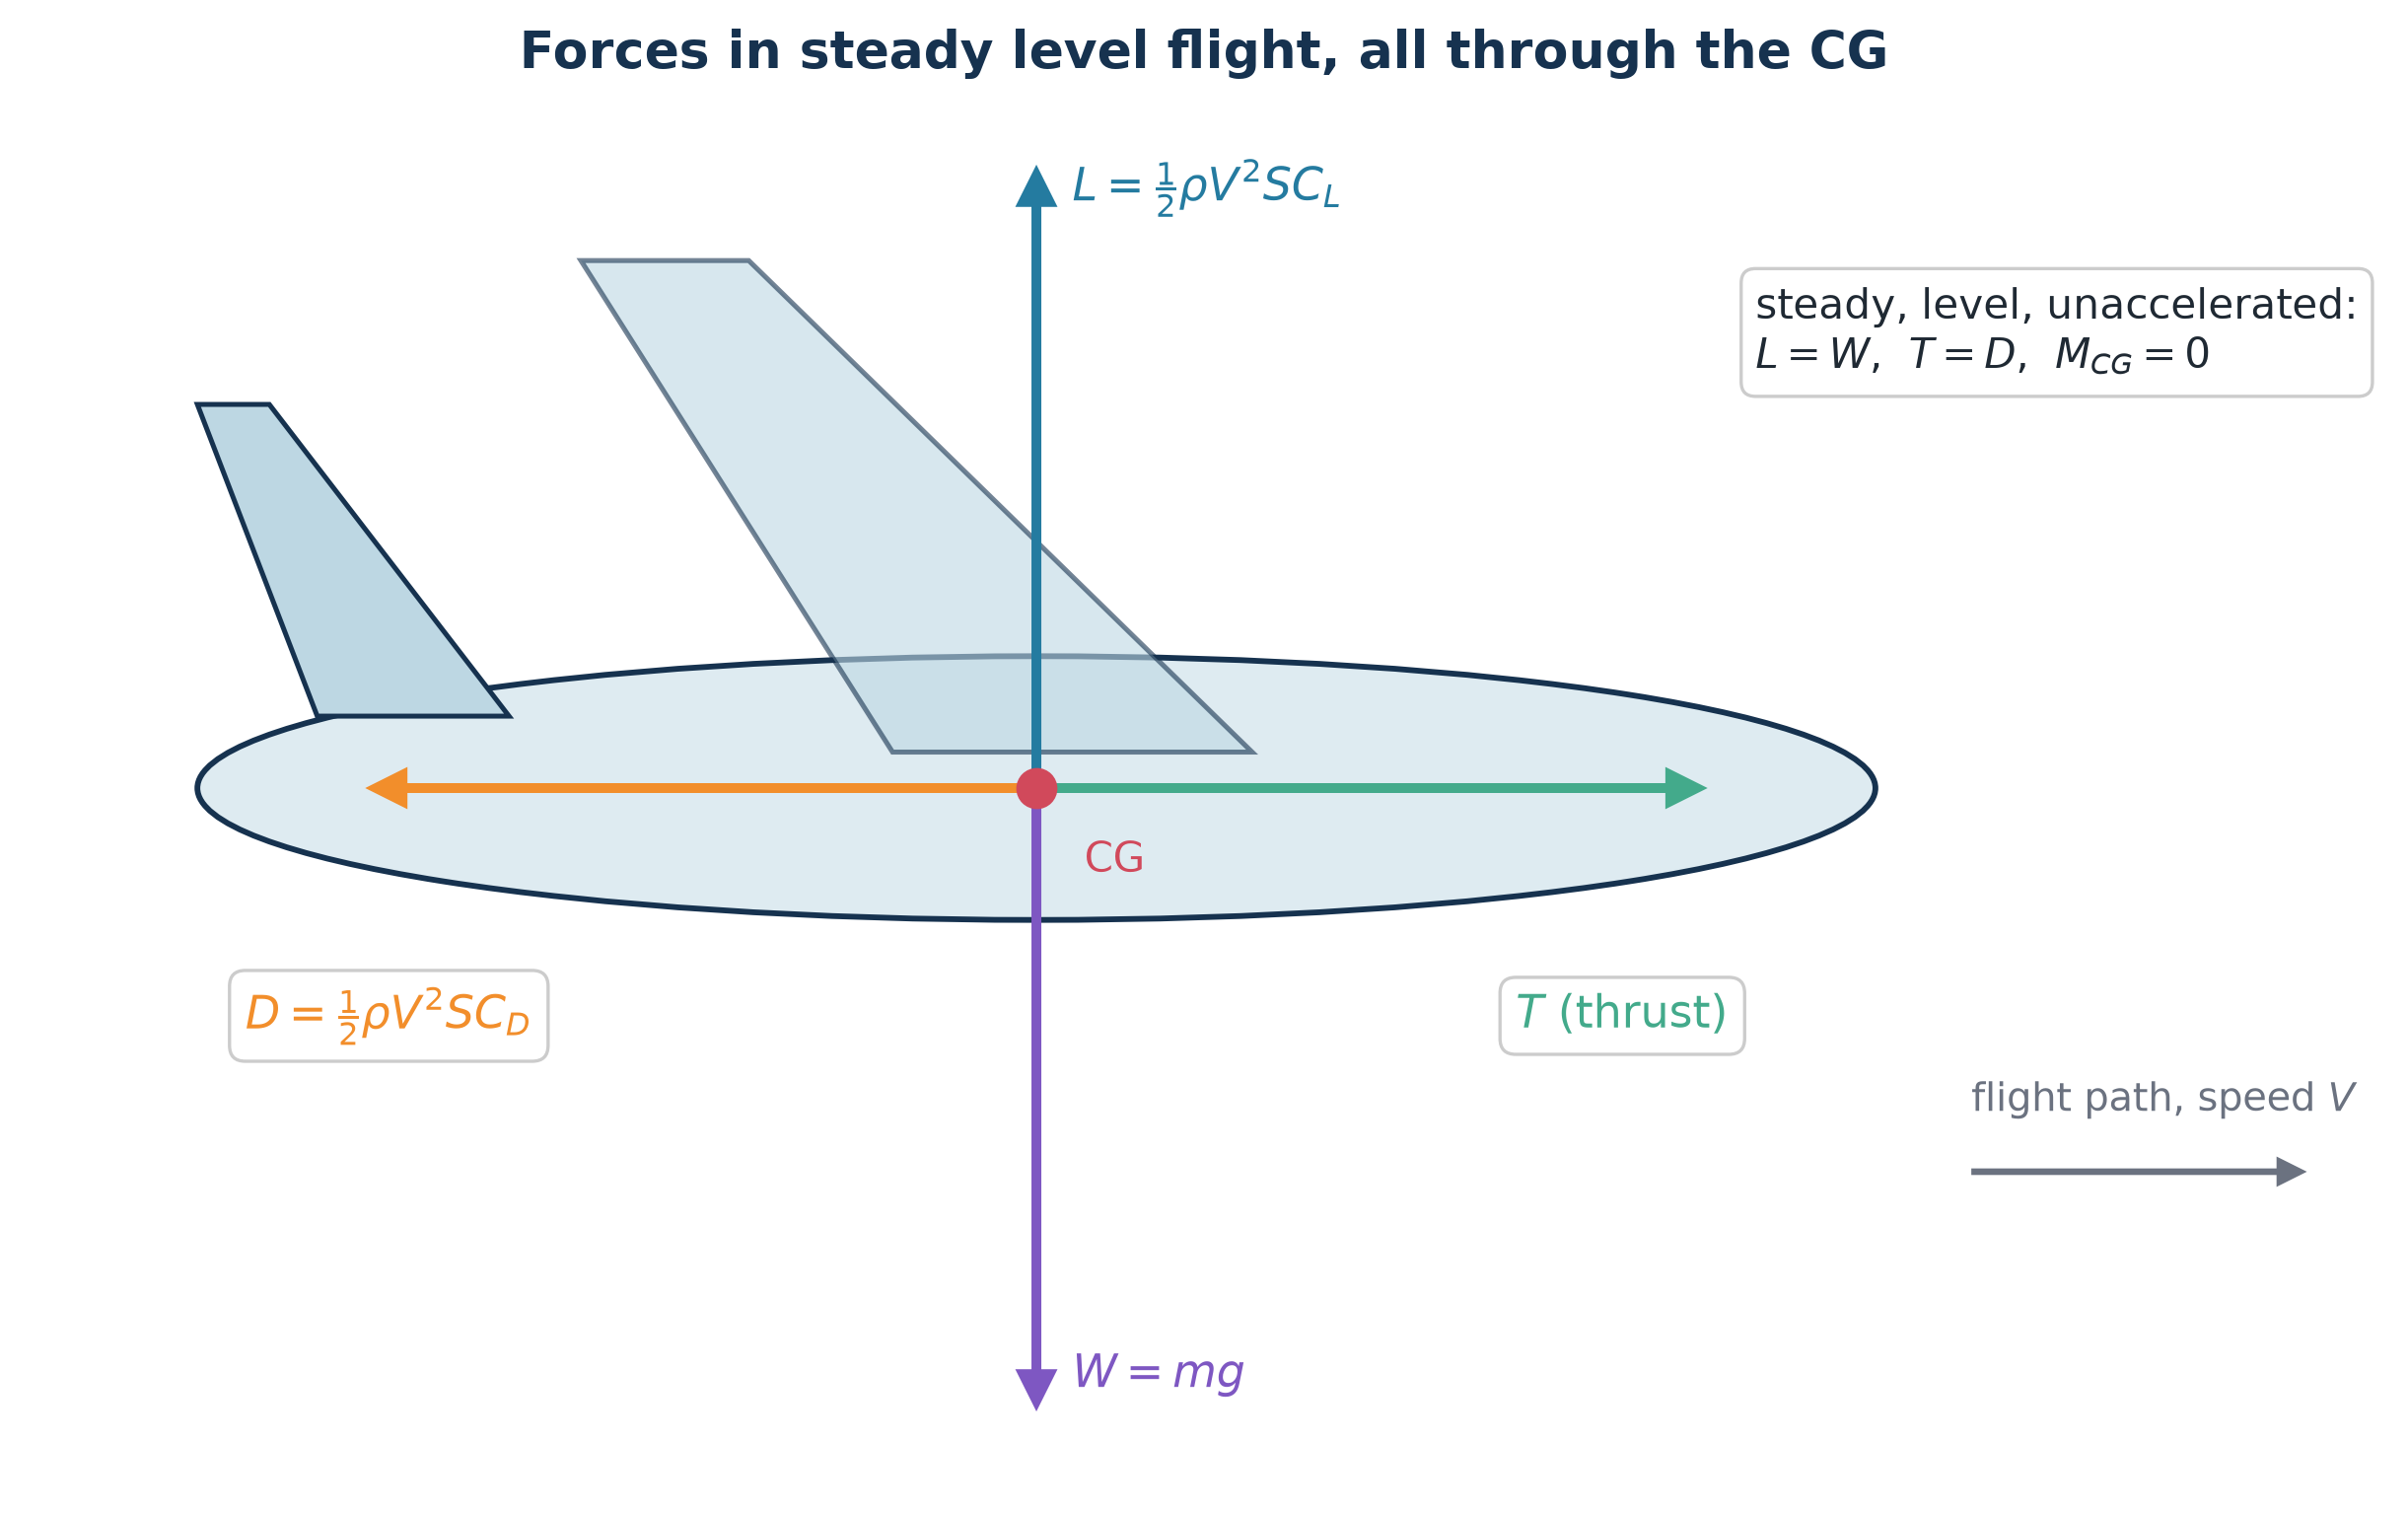 Forces in steady level flight, all through the CG
L = ½ρV²SC_L
steady, level, unaccelerated:
L = W, T = D, M_CG = 0
CG
D = ½ρV²SC_D
T (thrust)
flight path, speed V
W = mg